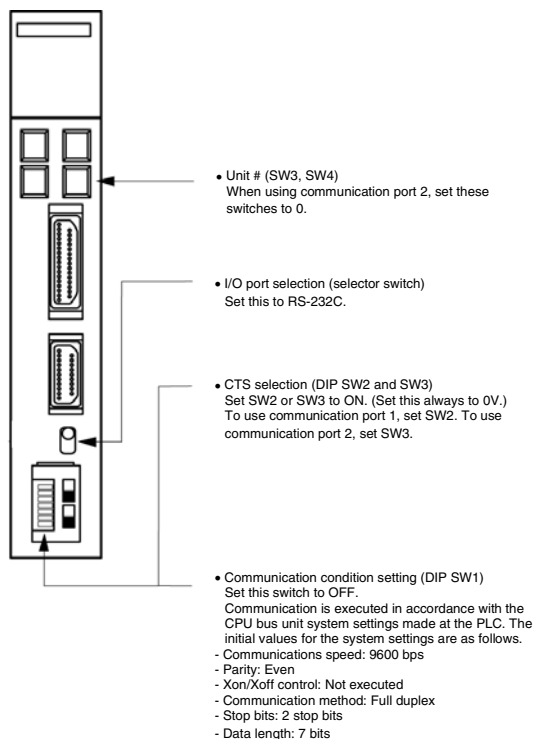 • Unit # (SW3, SW4)
When using communication port 2, set these
switches to 0.
• I/O port selection (selector switch)
Set this to RS-232C.
• CTS selection (DIP SW2 and SW3)
Set SW2 or SW3 to ON. (Set this always to 0V.)
To use communication port 1, set SW2. To use
communication port 2, set SW3.
• Communication condition setting (DIP SW1)
Set this switch to OFF.
Communication is executed in accordance with the
CPU bus unit system settings made at the PLC. The
initial values for the system settings are as follows.
- Communications speed: 9600 bps
- Parity: Even
- Xon/Xoff control: Not executed
- Communication method: Full duplex
- Stop bits: 2 stop bits
- Data length: 7 bits